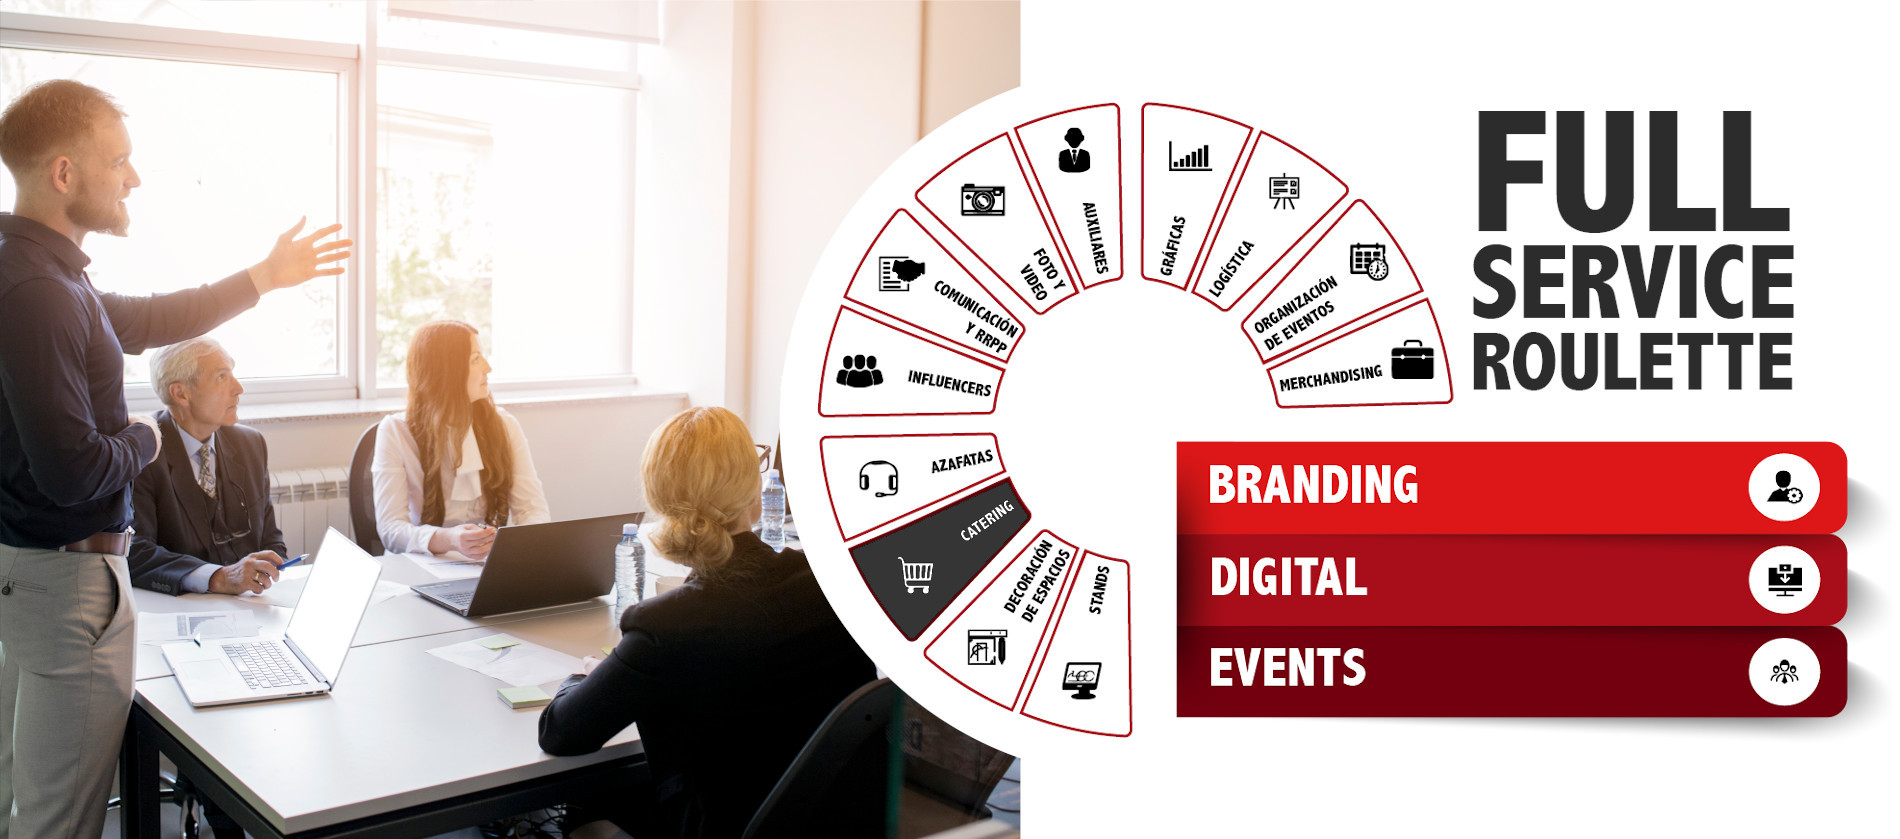 FULL
SERVICE
ROULETTE
AUXILIARES
FOTO Y
VIDEO
COMUNICACIÓN
Y RRPP
INFLUENCERS
AZAFATAS
CATERING
DECORACIÓN
DE ESPACIOS
STANDS
GRÁFICAS
LOGÍSTICA
ORGANIZACIÓN
DE EVENTOS
MERCHANDISING
BRANDING
DIGITAL
EVENTS